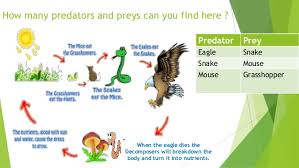 How many predators and preys can you find here ?
Predator Prey
Eagle Snake
Snake Mouse
Mouse Grasshopper
The Mice eat
the Grasshoppers.
The Eagles eat
the Snakes.
The Snakes
eat the Mice.
The Grasshoppers
eat the Plants.
The nutrients, along with sun
and water, cause the grass
to grow.
When the eagle dies the
Decomposers will breakdown the
body and turn it into nutrients.